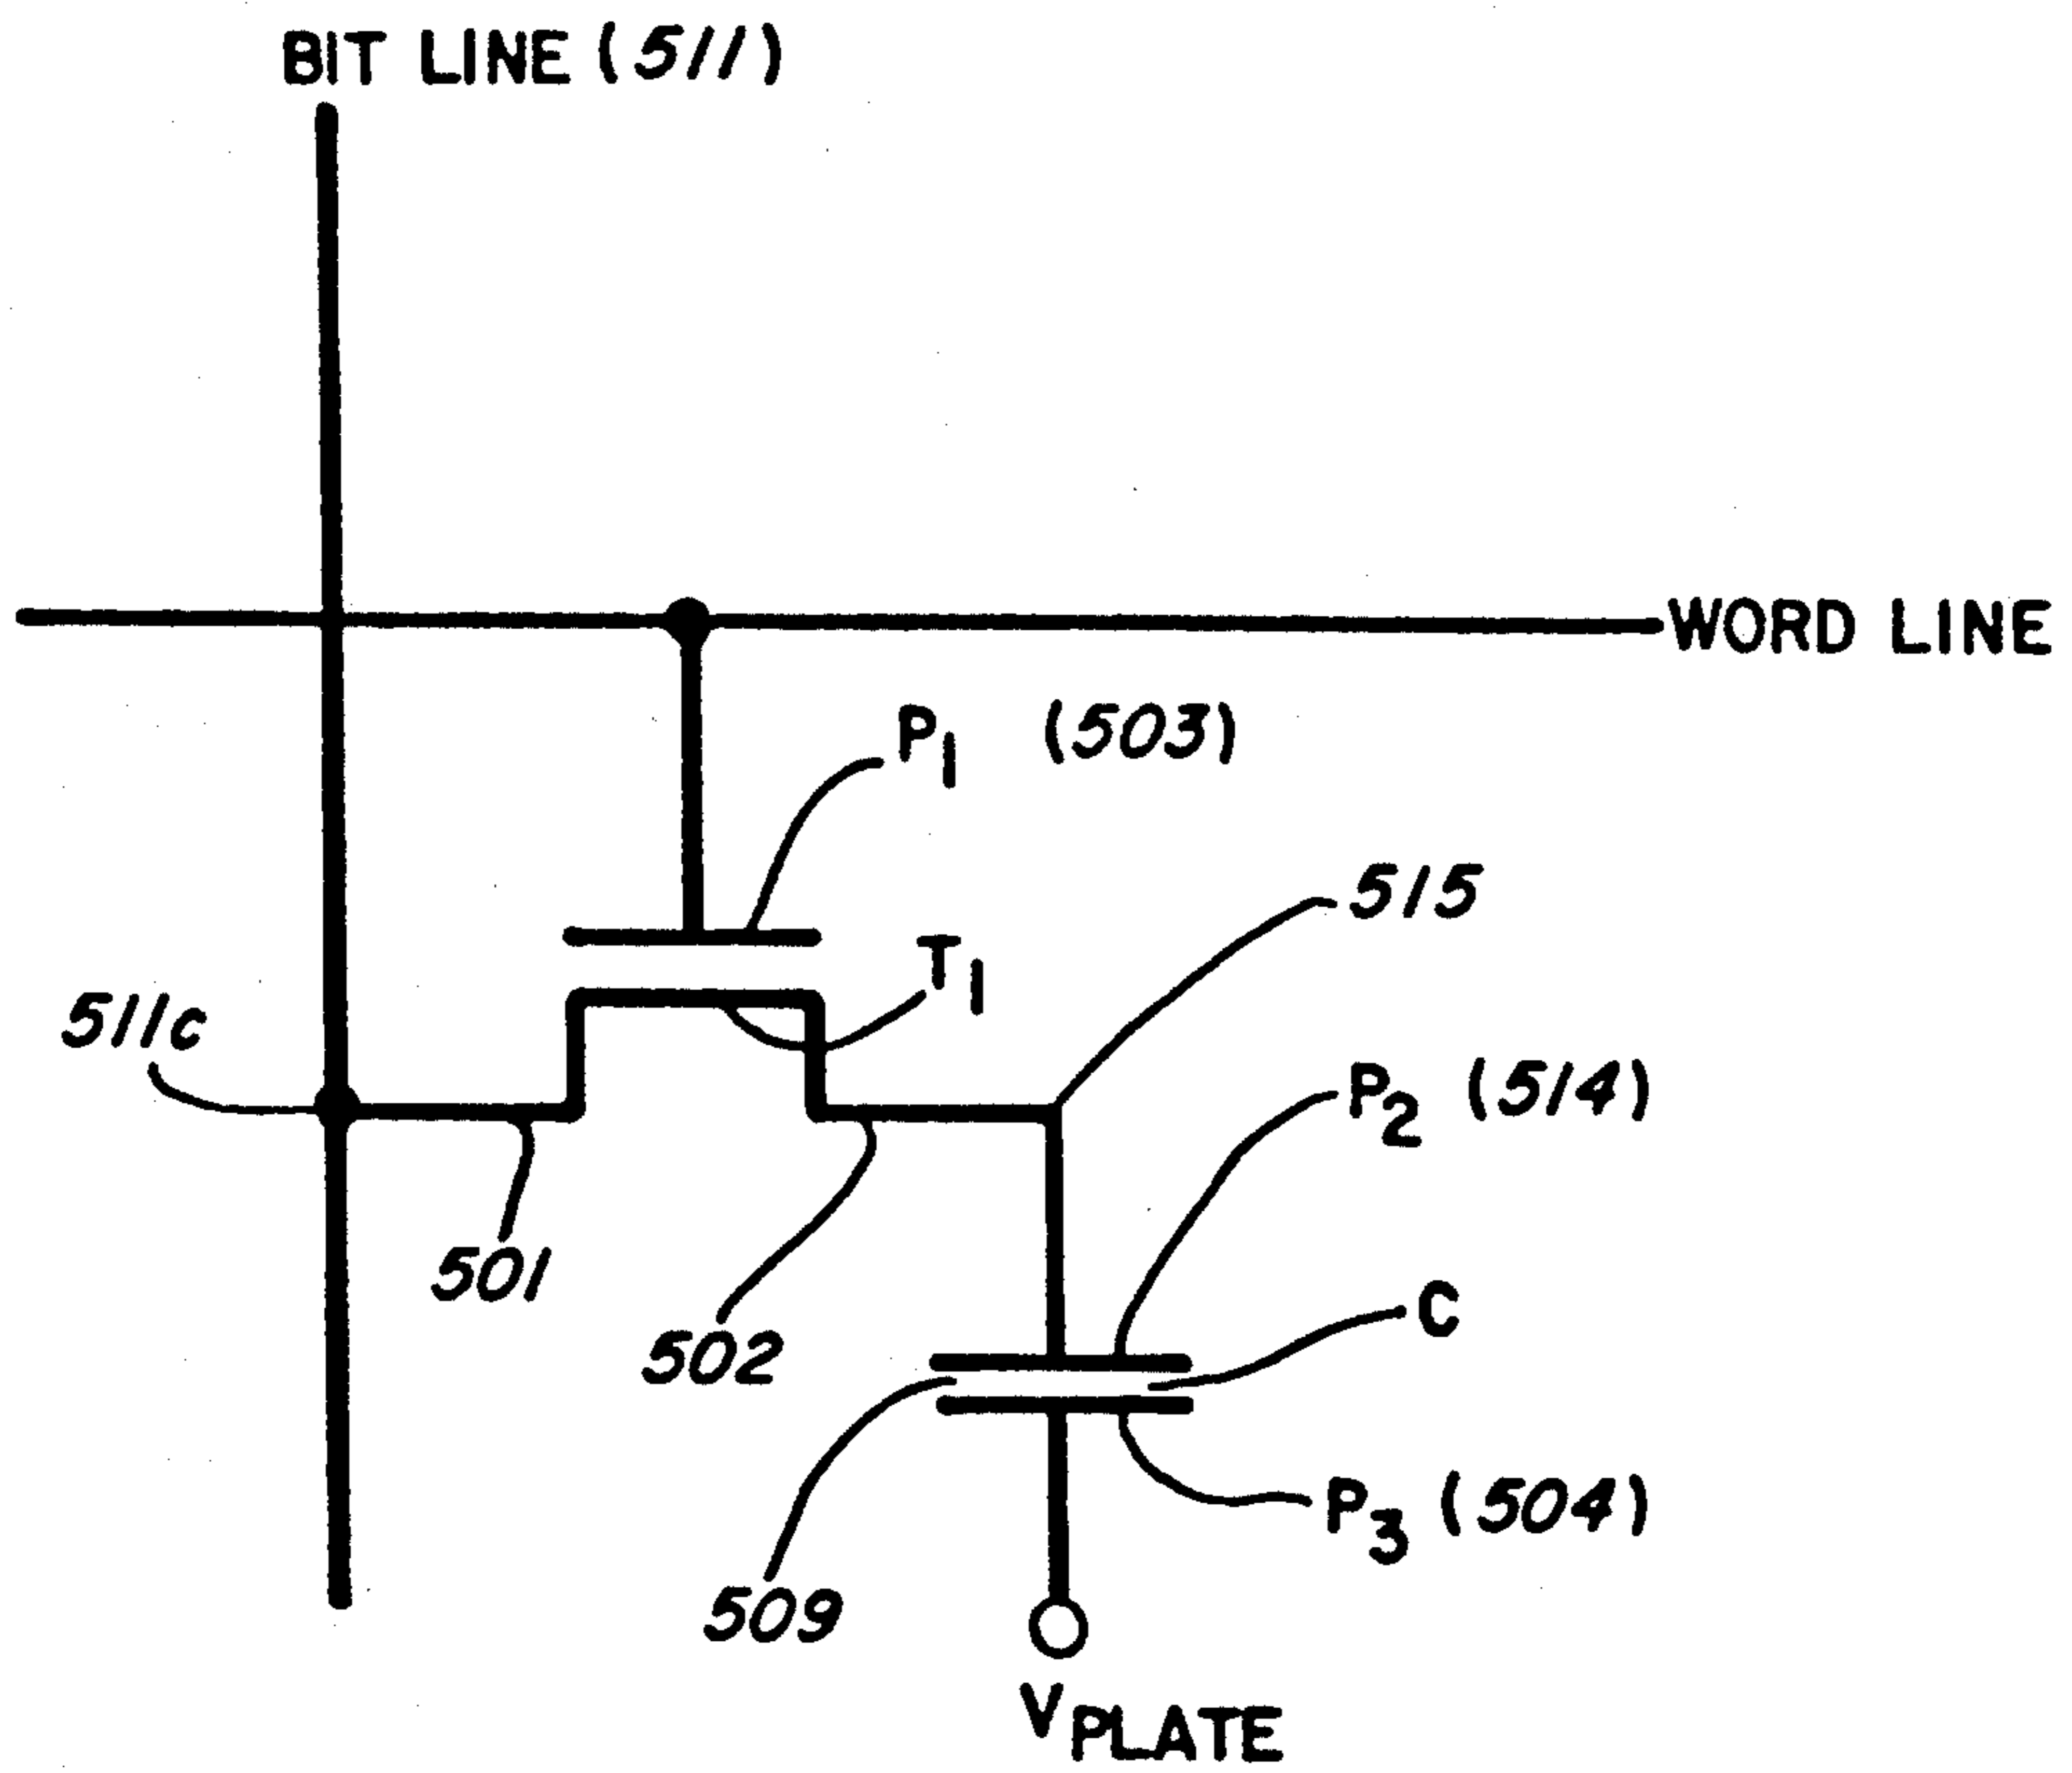 BIT LINE (511)
WORD LINE
P1 (503)
515
T1
511c
P2 (514)
501
C
502
P3 (504)
509
VPLATE